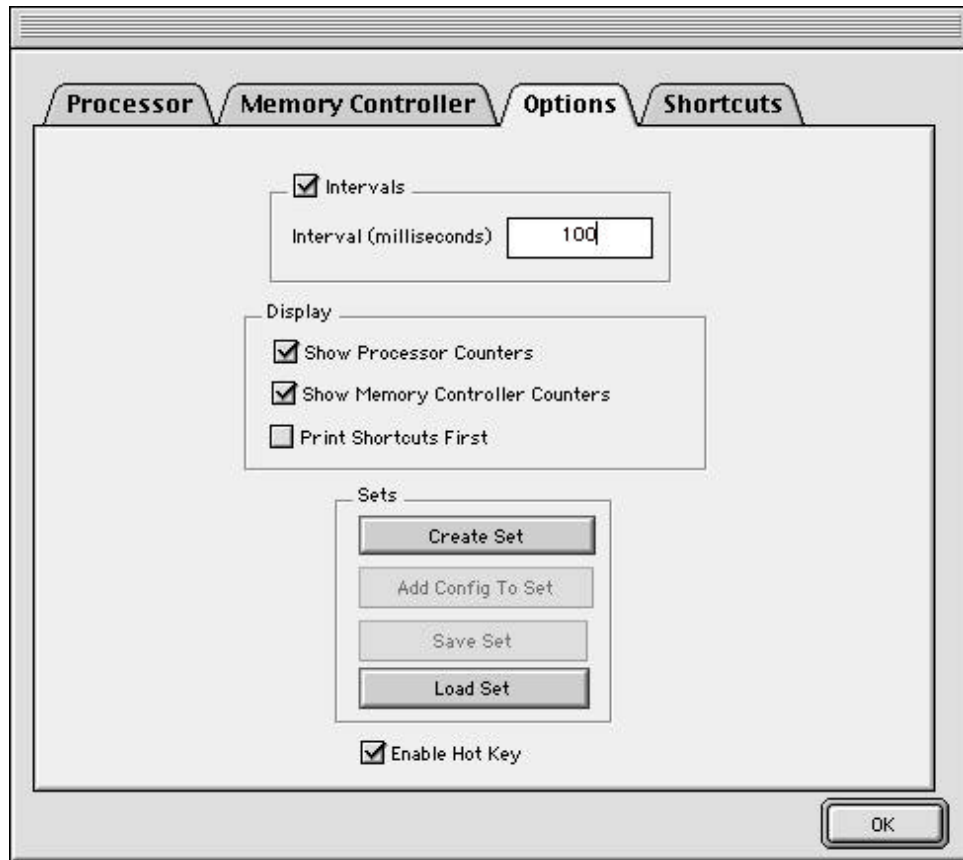 Processor Memory Controller Options Shortcuts
Intervals
Interval (milliseconds) 100
Display
Show Processor Counters
Show Memory Controller Counters
Print Shortcuts First
Sets
Create Set
Add Config To Set
Save Set
Load Set
Enable Hot Key
OK